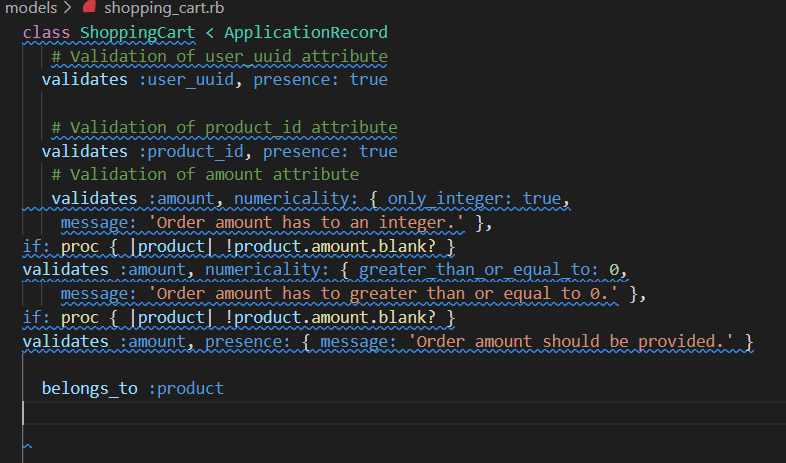 models > shopping_cart.rb
class ShoppingCart < ApplicationRecord
# Validation of user_uuid attribute
validates :user_uuid, presence: true
# Validation of product_id attribute
validates :product_id, presence: true
# Validation of amount attribute
validates :amount, numericality: { only_integer: true,
message: 'Order amount has to an integer.' },
if: proc { |product| !product.amount.blank? }
validates :amount, numericality: { greater_than_or_equal_to: 0,
message: 'Order amount has to greater than or equal to 0.' },
if: proc { |product| !product.amount.blank? }
validates :amount, presence: { message: 'Order amount should be provided.' }
belongs_to :product